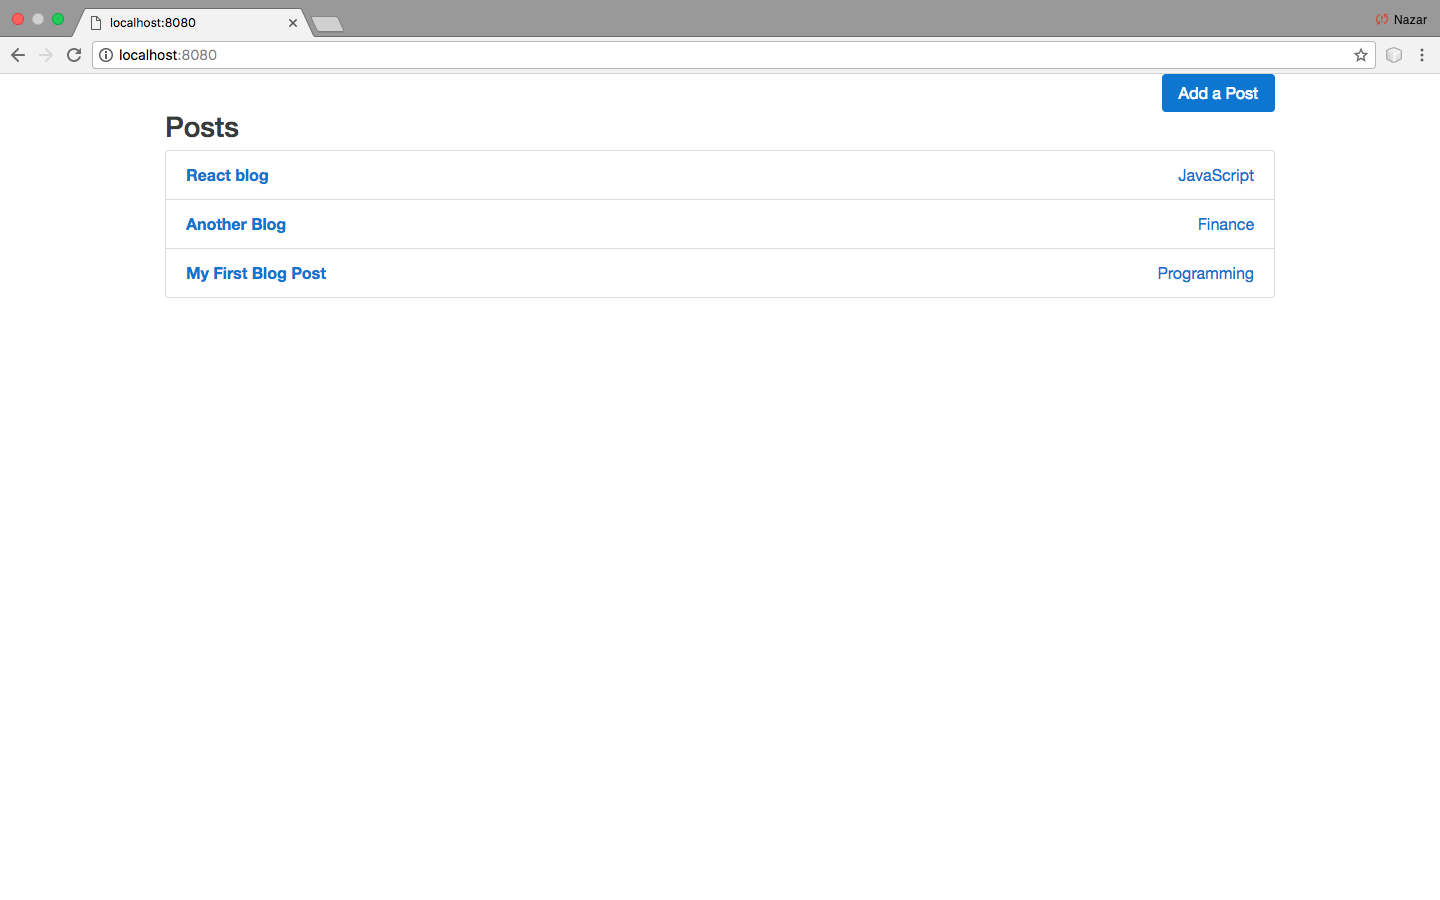 localhost:8080
Nazar
localhost:8080
Add a Post
Posts
React blog JavaScript
Another Blog Finance
My First Blog Post Programming